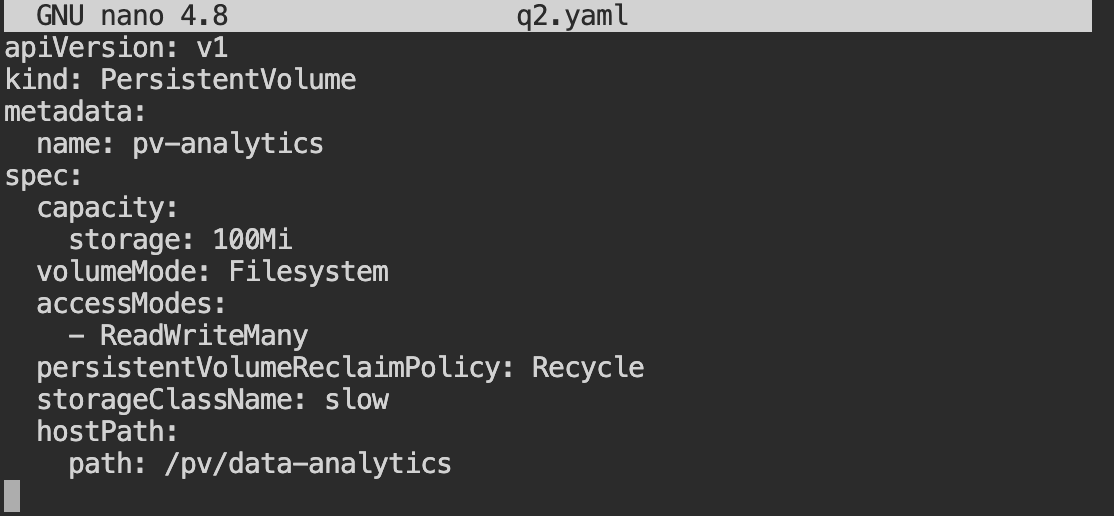 GNU nano 4.8 q2.yaml
apiVersion: v1
kind: PersistentVolume
metadata:
  name: pv-analytics
spec:
  capacity:
    storage: 100Mi
  volumeMode: Filesystem
  accessModes:
    - ReadWriteMany
  persistentVolumeReclaimPolicy: Recycle
  storageClassName: slow
  hostPath:
    path: /pv/data-analytics